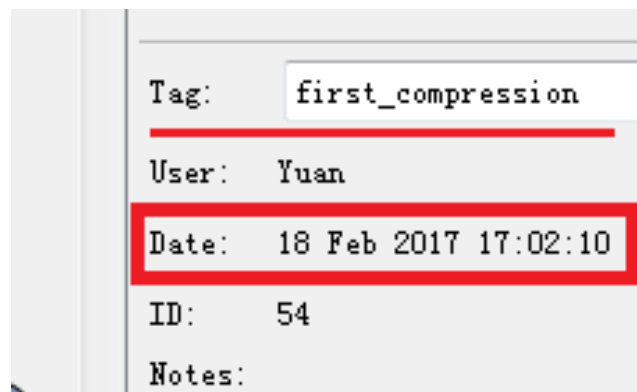 Tag: first_compression
User: Yuan
Date: 18 Feb 2017 17:02:10
ID: 54
Notes: